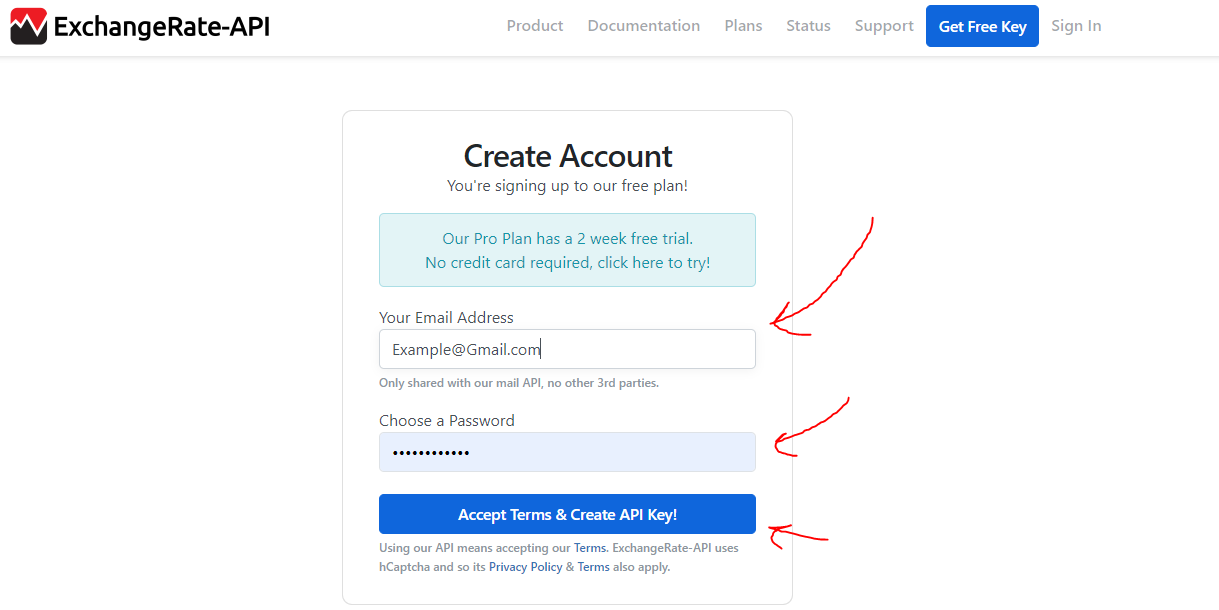 ExchangeRate-API
Product Documentation Plans Status Support Get Free Key Sign In
Create Account
You're signing up to our free plan!
Our Pro Plan has a 2 week free trial.
No credit card required, click here to try!
Your Email Address
Example@Gmail.com
Only shared with our mail API, no other 3rd parties.
Choose a Password
••••••••••••
Accept Terms & Create API Key!
Using our API means accepting our Terms. ExchangeRate-API uses
hCaptcha and so its Privacy Policy & Terms also apply.